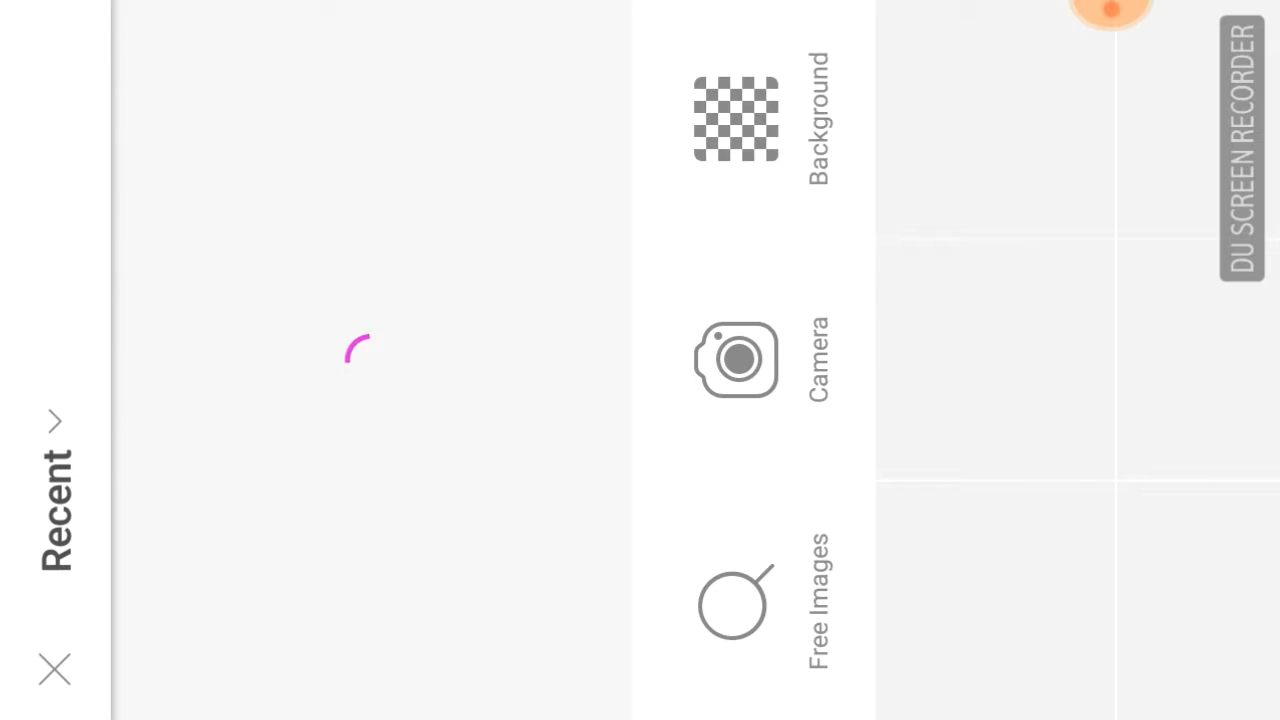 Recent
Free Images
Camera
Background
DU SCREEN RECORDER